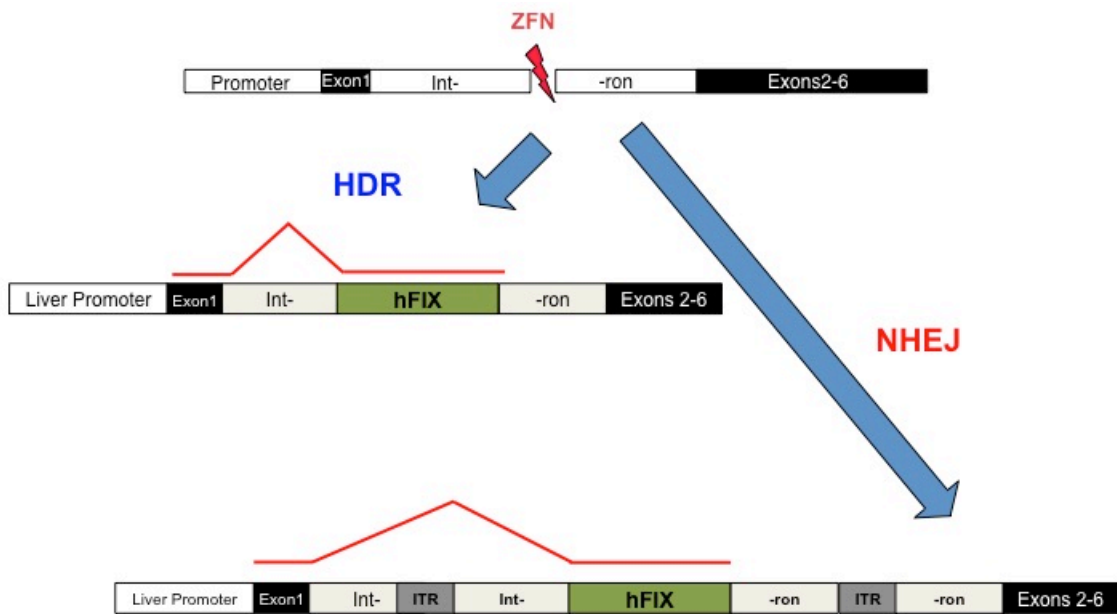 ZFN
Promoter Exon1 Int- -ron Exons2-6
HDR
Liver Promoter Exon1 Int- hFIX -ron Exons 2-6
NHEJ
Liver Promoter Exon1 Int- ITR Int- hFIX -ron ITR -ron Exons 2-6